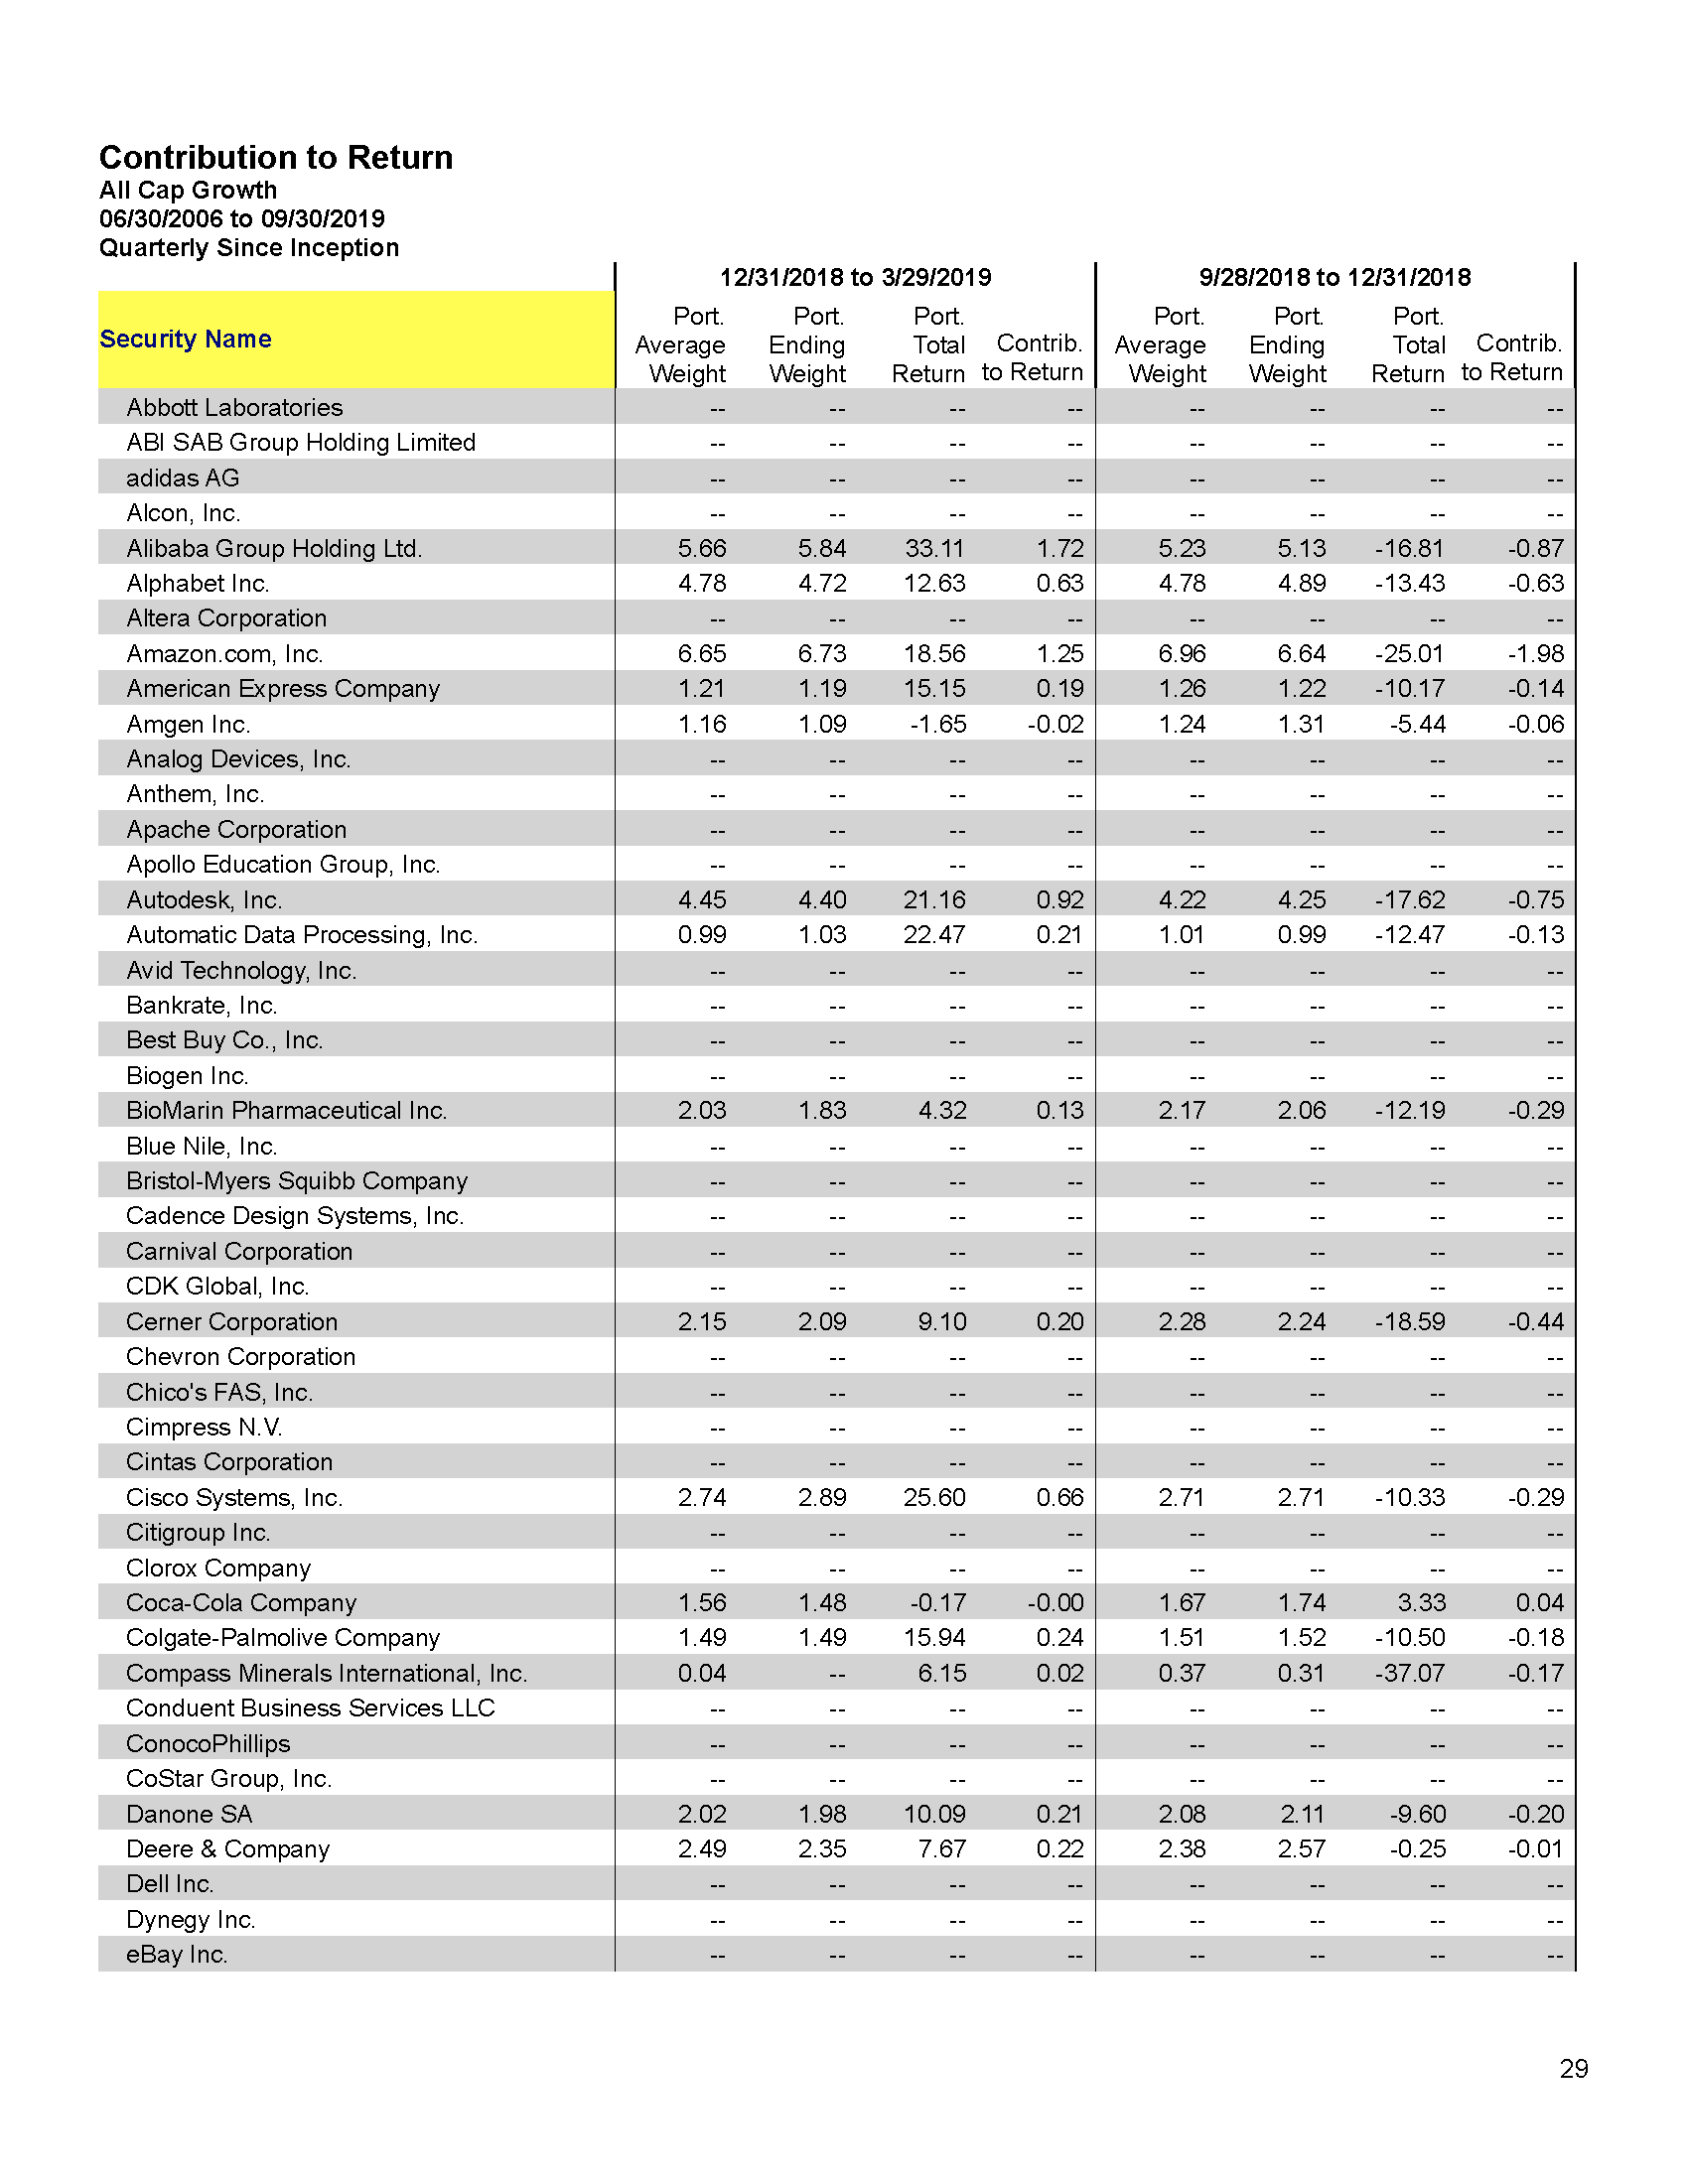 Contribution to Return
All Cap Growth
06/30/2006 to 09/30/2019
Quarterly Since Inception
12/31/2018 to 3/29/2019 9/28/2018 to 12/31/2018
Security Name Port. Average Weight Port. Ending Weight Port. Total Return Contrib. to Return Port. Average Weight Port. Ending Weight Port. Total Return Contrib. to Return
Abbott Laboratories -- -- -- -- -- -- -- --
ABI SAB Group Holding Limited -- -- -- -- -- -- -- --
adidas AG -- -- -- -- -- -- -- --
Alcon, Inc. -- -- -- -- -- -- -- --
Alibaba Group Holding Ltd. 5.66 5.84 33.11 1.72 5.23 5.13 -16.81 -0.87
Alphabet Inc. 4.78 4.72 12.63 0.63 4.78 4.89 -13.43 -0.63
Altera Corporation -- -- -- -- -- -- -- --
Amazon.com, Inc. 6.65 6.73 18.56 1.25 6.96 6.64 -25.01 -1.98
American Express Company 1.21 1.19 15.15 0.19 1.26 1.22 -10.17 -0.14
Amgen Inc. 1.16 1.09 -1.65 -0.02 1.24 1.31 -5.44 -0.06
Analog Devices, Inc. -- -- -- -- -- -- -- --
Anthem, Inc. -- -- -- -- -- -- -- --
Apache Corporation -- -- -- -- -- -- -- --
Apollo Education Group, Inc. -- -- -- -- -- -- -- --
Autodesk, Inc. 4.45 4.40 21.16 0.92 4.22 4.25 -17.62 -0.75
Automatic Data Processing, Inc. 0.99 1.03 22.47 0.21 1.01 0.99 -12.47 -0.13
Avid Technology, Inc. -- -- -- -- -- -- -- --
Bankrate, Inc. -- -- -- -- -- -- -- --
Best Buy Co., Inc. -- -- -- -- -- -- -- --
Biogen Inc. -- -- -- -- -- -- -- --
BioMarin Pharmaceutical Inc. 2.03 1.83 4.32 0.13 2.17 2.06 -12.19 -0.29
Blue Nile, Inc. -- -- -- -- -- -- -- --
Bristol-Myers Squibb Company -- -- -- -- -- -- -- --
Cadence Design Systems, Inc. -- -- -- -- -- -- -- --
Carnival Corporation -- -- -- -- -- -- -- --
CDK Global, Inc. -- -- -- -- -- -- -- --
Cerner Corporation 2.15 2.09 9.10 0.20 2.28 2.24 -18.59 -0.44
Chevron Corporation -- -- -- -- -- -- -- --
Chico's FAS, Inc. -- -- -- -- -- -- -- --
Cimpress N.V. -- -- -- -- -- -- -- --
Cintas Corporation -- -- -- -- -- -- -- --
Cisco Systems, Inc. 2.74 2.89 25.60 0.66 2.71 2.71 -10.33 -0.29
Citigroup Inc. -- -- -- -- -- -- -- --
Clorox Company -- -- -- -- -- -- -- --
Coca-Cola Company 1.56 1.48 -0.17 -0.00 1.67 1.74 3.33 0.04
Colgate-Palmolive Company 1.49 1.49 15.94 0.24 1.51 1.52 -10.50 -0.18
Compass Minerals International, Inc. 0.04 -- 6.15 0.02 0.37 0.31 -37.07 -0.17
Conduent Business Services LLC -- -- -- -- -- -- -- --
ConocoPhillips -- -- -- -- -- -- -- --
CoStar Group, Inc. -- -- -- -- -- -- -- --
Danone SA 2.02 1.98 10.09 0.21 2.08 2.11 -9.60 -0.20
Deere & Company 2.49 2.35 7.67 0.22 2.38 2.57 -0.25 -0.01
Dell Inc. -- -- -- -- -- -- -- --
Dynegy Inc. -- -- -- -- -- -- -- --
eBay Inc. -- -- -- -- -- -- -- --
29